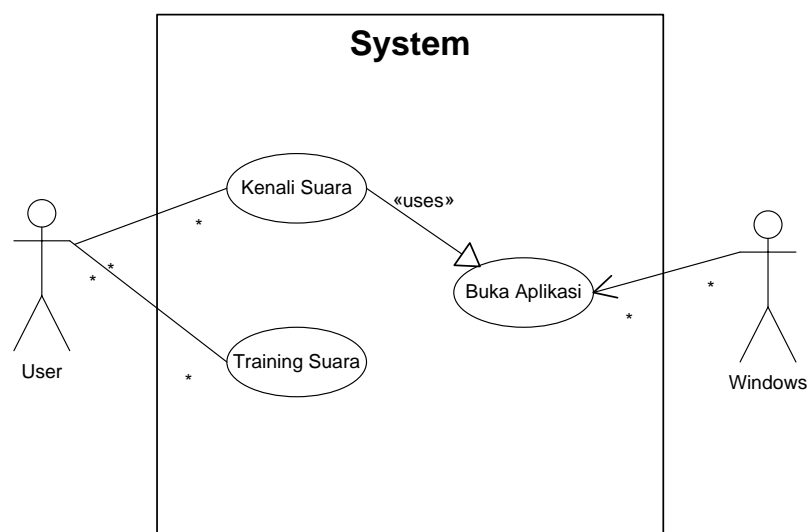 System
Kenali Suara
«uses»
*
*
*
Buka Aplikasi
*
*
User
Training Suara
*
Windows